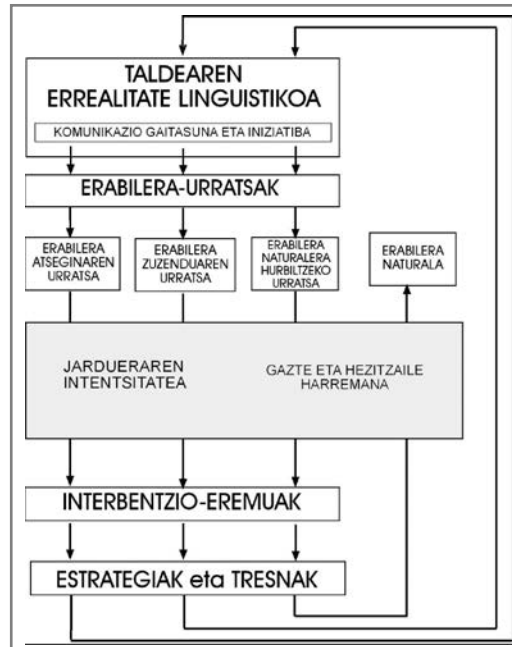 TALDEAREN
ERREALITATE LINGUISTIKOA
KOMUNIKAZIO GAITASUNA ETA INIZIATIBA
ERABILERA-URRATSAK
ERABILERA
ATSEGINAREN
URRATSA
ERABILERA
ZUZENDUAREN
URRATSA
ERABILERA
NATURALERA
HURBILTZEKO
URRATSA
ERABILERA
NATURALA
JARDUERAREN
INTENTSITATEA
GAZTE ETA HEZITZAILE
HARREMANA
INTERBENTZIO-EREMUAK
ESTRATEGIAK eta TRESNAK